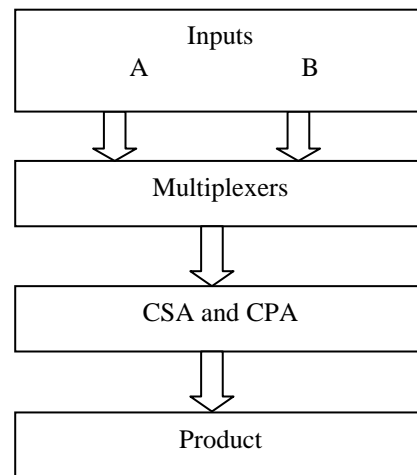 Inputs
A B
Multiplexers
CSA and CPA
Product